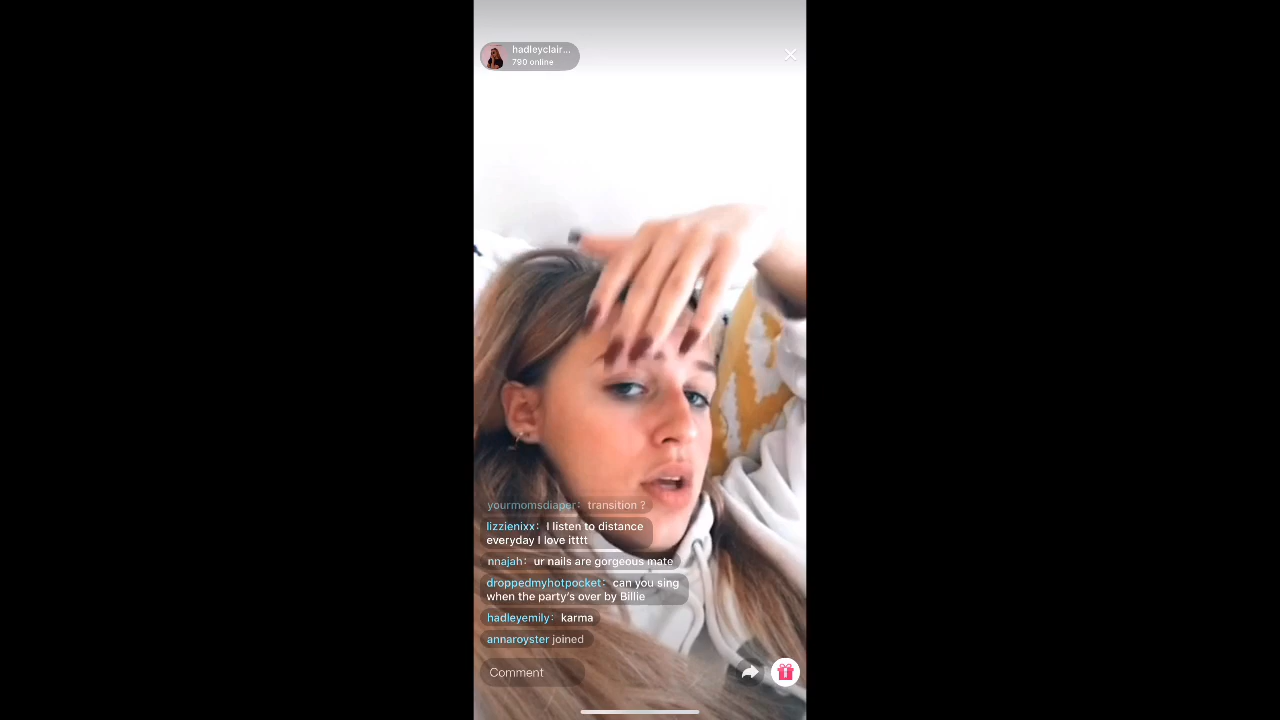 hadleyclair...
790 online
yourmomsdiaper: transition ?
lizzienixx: I listen to distance
everyday I love itttt
nnajah: ur nails are gorgeous mate
droppedmyhotpocket: can you sing
when the party's over by Billie
hadleyemily: karma
annaroyster joined
Comment